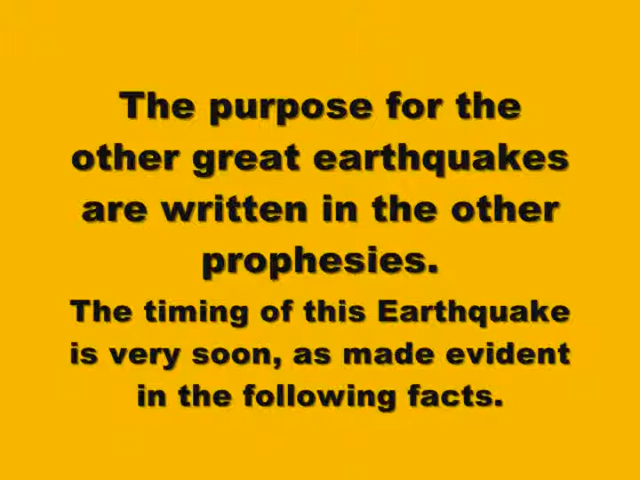 The purpose for the
other great earthquakes
are written in the other
prophesies.
The timing of this Earthquake
is very soon, as made evident
in the following facts.